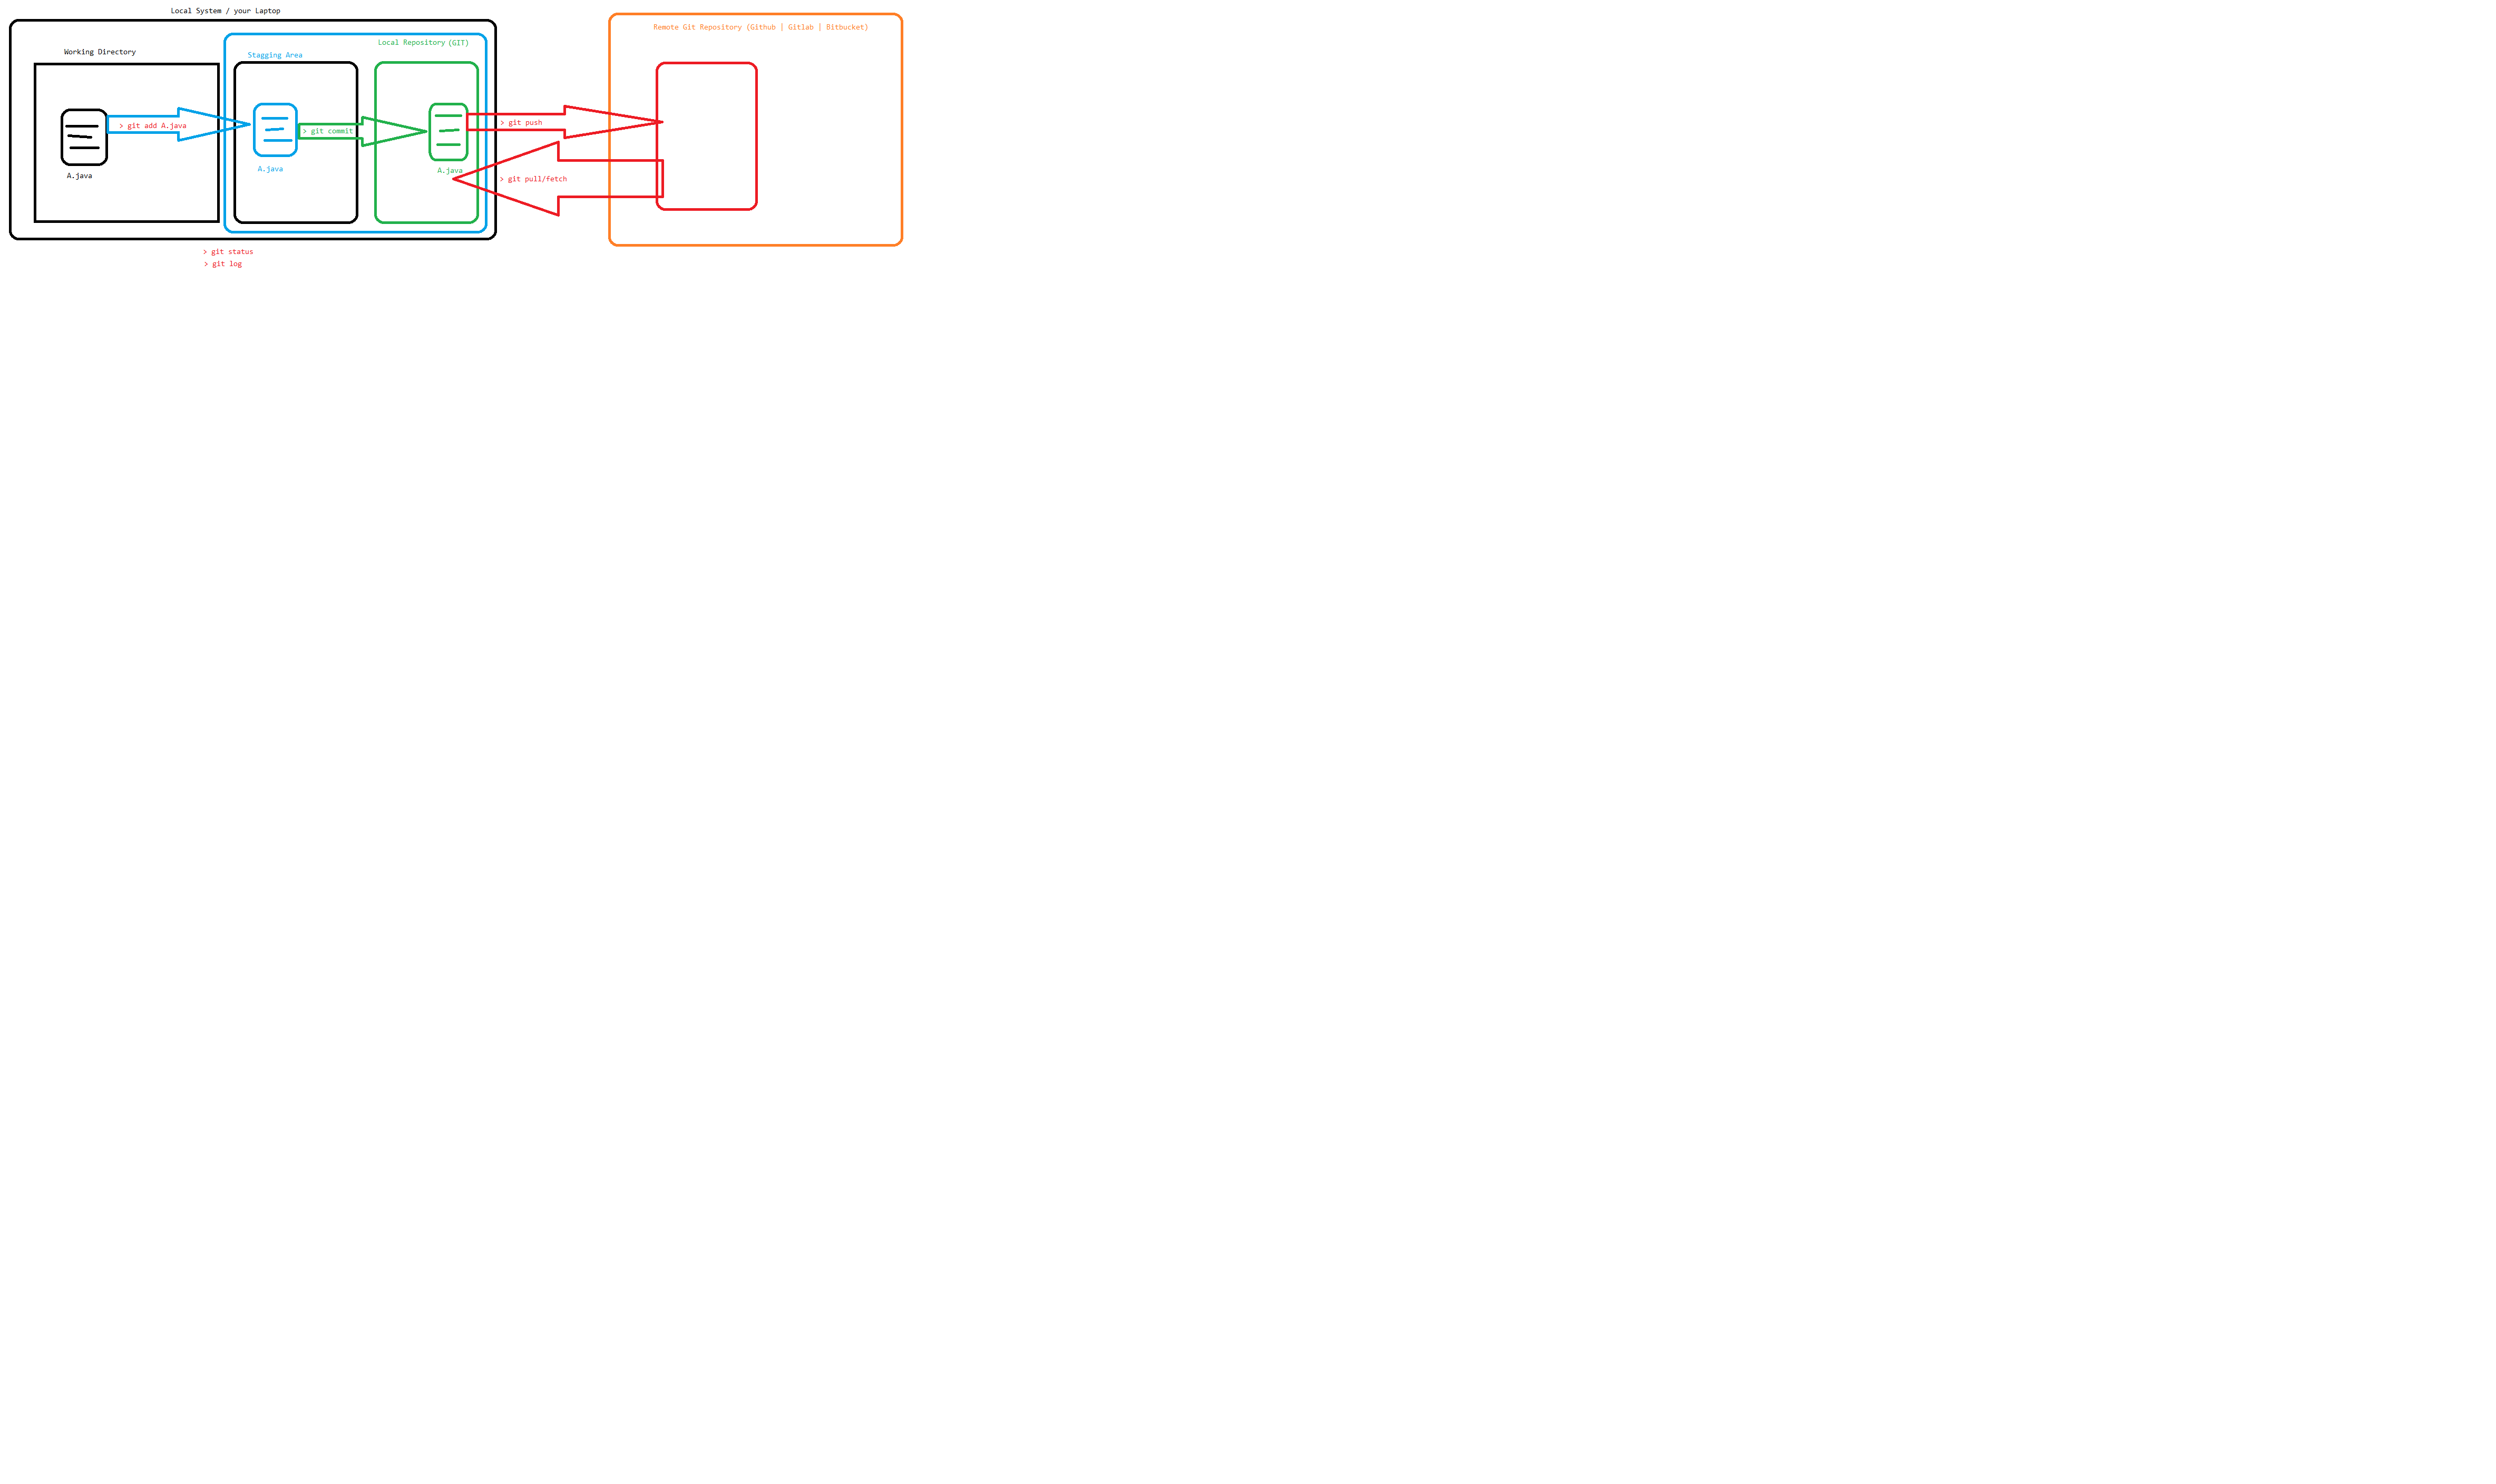 Local System / your Laptop
Remote Git Repository (Github | Gitlab | Bitbucket)
Local Repository (GIT)
Working Directory
Stagging Area
> git add A.java
> git commit
> git push
A.java
A.java
A.java
> git pull/fetch
> git status
> git log